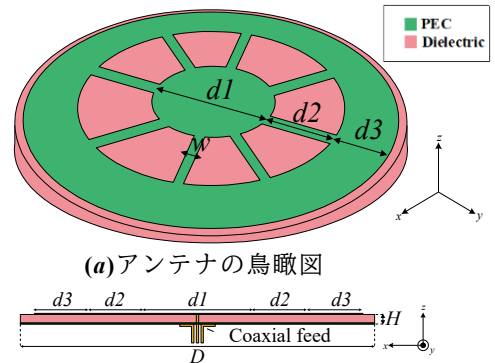 PEC
Dielectric
d1
d2
d3
w
z
x
y
(a)アンテナの鳥瞰図
d3 d2 d1 d2 d3
H
Coaxial feed
D
z
x
y